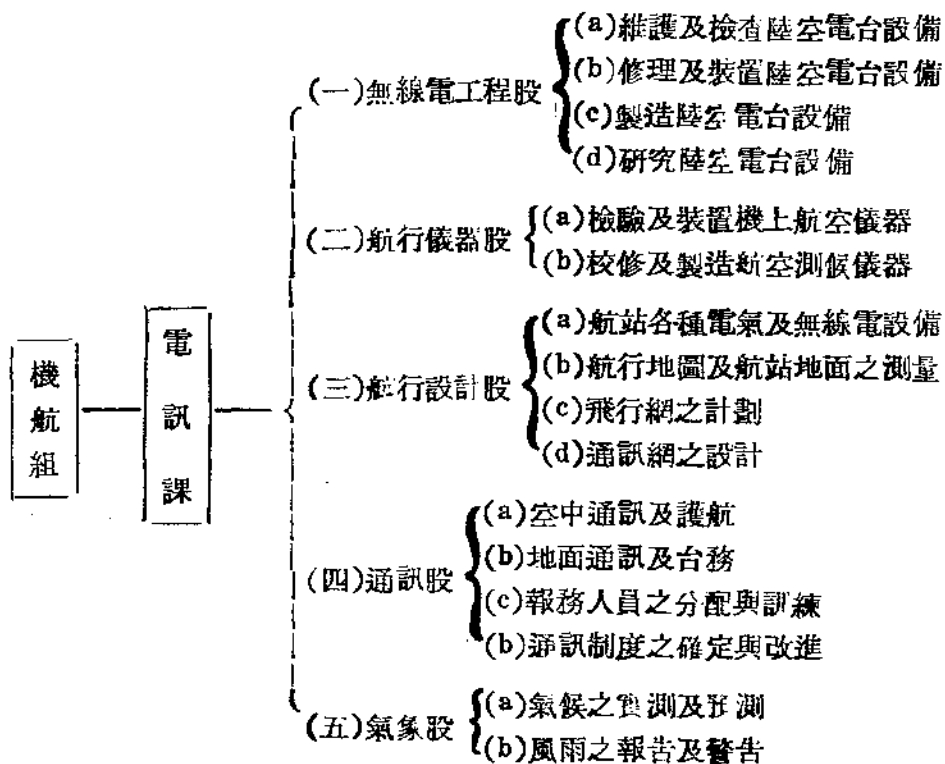 機航組
電訊課
(一)無線電工程股
(a)維護及檢查陸空電台設備
(b)修理及裝置陸空電台設備
(c)製造陸空電台設備
(d)研究陸空電台設備
(二)航行儀器股
(a)檢驗及裝置機上航空儀器
(b)校修及製造航空測候儀器
(三)航行設計股
(a)航站各種電氣及無線電設備
(b)航行地圖及航站地面之測量
(c)飛行網之計劃
(d)通訊網之設計
(四)通訊股
(a)空中通訊及護航
(b)地面通訊及台務
(c)報務人員之分配與訓練
(b)通訊制度之確定與改進
(五)氣象股
(a)氣候之測及預測
(b)風雨之報告及警告